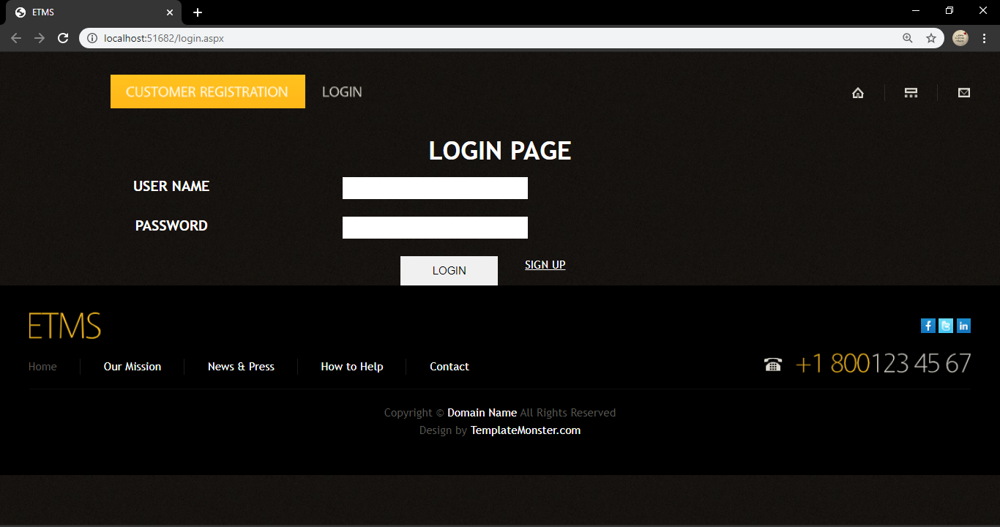 ETMS
localhost:51682/login.aspx
CUSTOMER REGISTRATION LOGIN
LOGIN PAGE
USER NAME
PASSWORD
LOGIN SIGN UP
ETMS
f t in
Home Our Mission News & Press How to Help Contact +1 800123 45 67
Copyright © Domain Name All Rights Reserved
Design by TemplateMonster.com